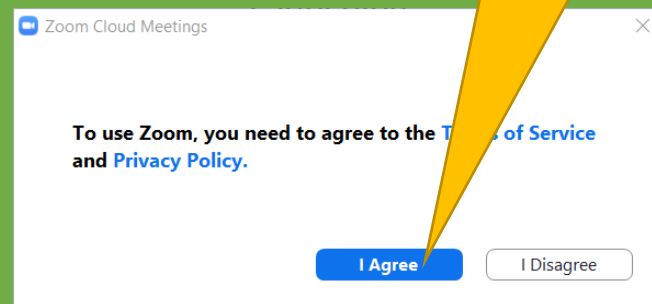 Zoom Cloud Meetings
To use Zoom, you need to agree to the of Service
and Privacy Policy.
I Agree
I Disagree